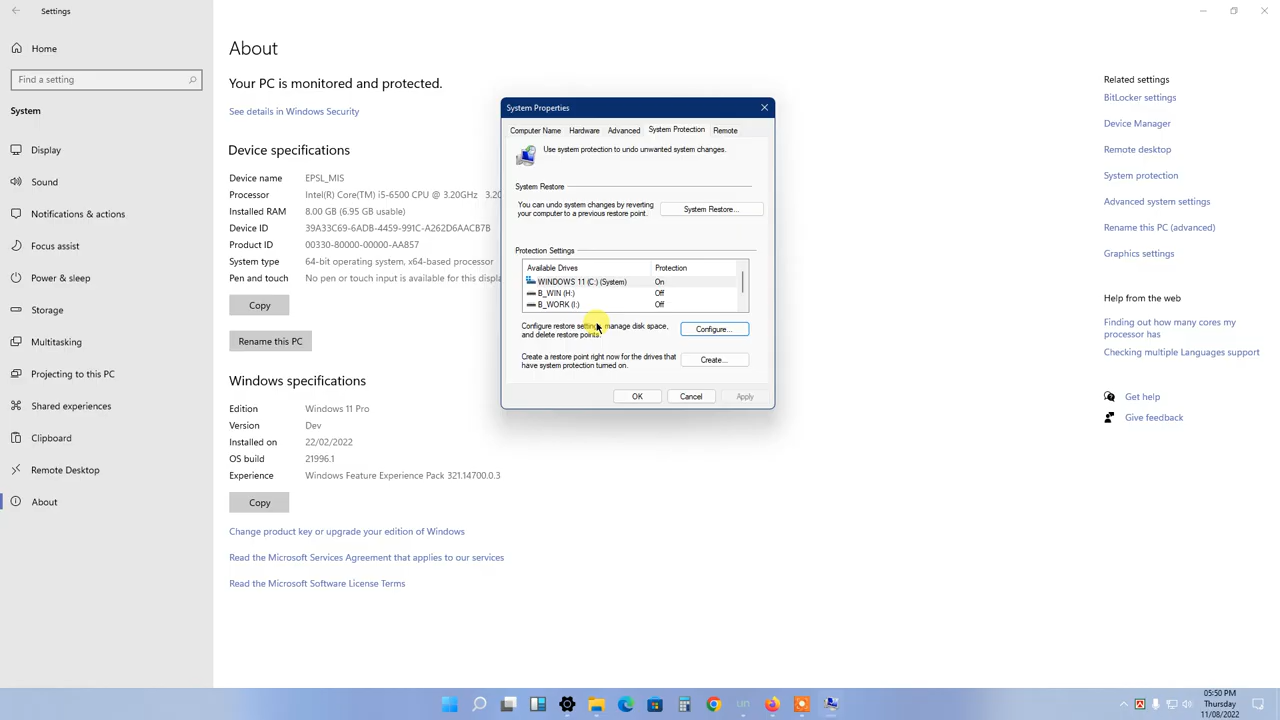 Settings
Home
Find a setting
System
Display
Sound
Notifications & actions
Focus assist
Power & sleep
Storage
Multitasking
Projecting to this PC
Shared experiences
Clipboard
Remote Desktop
About
About
Your PC is monitored and protected.
See details in Windows Security
Device specifications
Device name EPSL_MIS
Processor Intel(R) Core(TM) i5-6500 CPU @ 3.20GHz 3.20
Installed RAM 8.00 GB (6.95 GB usable)
Device ID 39A33C69-6ADB-4459-991C-A262D6AACB7B
Product ID 00330-80000-00000-AA857
System type 64-bit operating system, x64-based processor
Pen and touch No pen or touch input is available for this displa
Copy
Rename this PC
Windows specifications
Edition Windows 11 Pro
Version Dev
Installed on 22/02/2022
OS build 21996.1
Experience Windows Feature Experience Pack 321.14700.0.3
Copy
Change product key or upgrade your edition of Windows
Read the Microsoft Services Agreement that applies to our services
Read the Microsoft Software License Terms
System Properties
Computer Name Hardware Advanced System Protection Remote
Use system protection to undo unwanted system changes.
System Restore
You can undo system changes by reverting
your computer to a previous restore point.
System Restore...
Protection Settings
Available Drives Protection
WINDOWS 11 (C:) (System) On
B_WIN (H:) Off
B_WORK (I:) Off
Configure restore settings, manage disk space,
and delete restore points.
Configure...
Create a restore point right now for the drives that
have system protection turned on.
Create...
OK Cancel Apply
Related settings
BitLocker settings
Device Manager
Remote desktop
System protection
Advanced system settings
Rename this PC (advanced)
Graphics settings
Help from the web
Finding out how many cores my
processor has
Checking multiple Languages support
Get help
Give feedback
un
05:50 PM
Thursday
11/08/2022